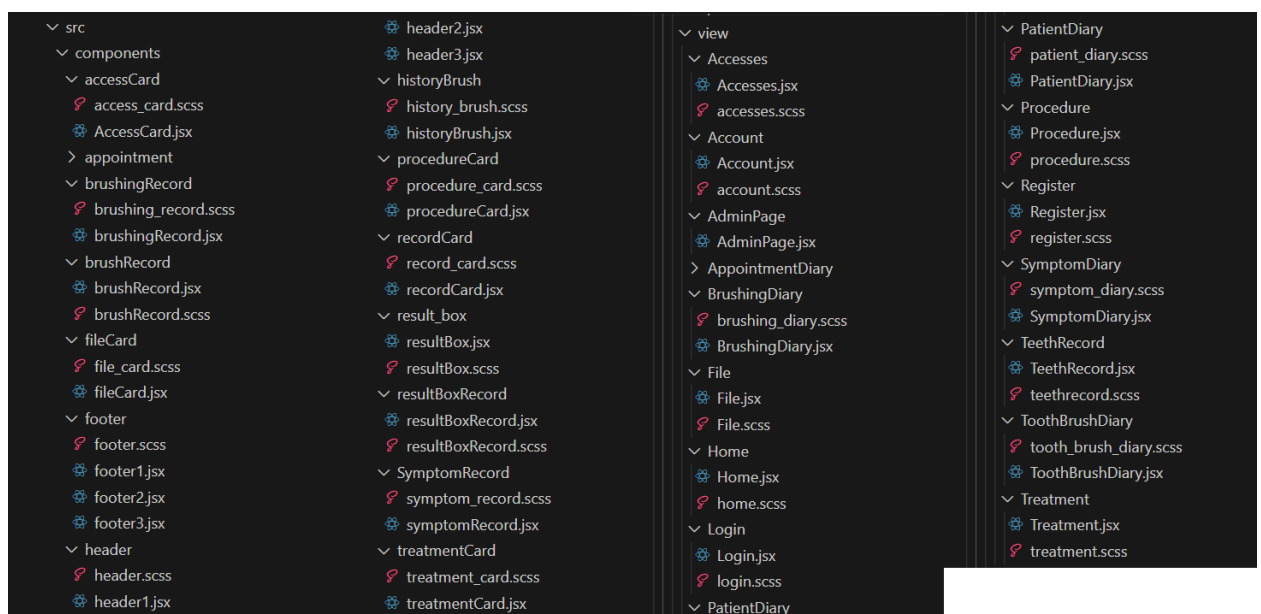 src
components
accessCard
access_card.scss
AccessCard.jsx
appointment
brushingRecord
brushing_record.scss
brushingRecord.jsx
brushRecord
brushRecord.jsx
brushRecord.scss
fileCard
file_card.scss
fileCard.jsx
footer
footer.scss
footer1.jsx
footer2.jsx
footer3.jsx
header
header.scss
header1.jsx
header2.jsx
header3.jsx
historyBrush
history_brush.scss
historyBrush.jsx
procedureCard
procedure_card.scss
procedureCard.jsx
recordCard
record_card.scss
recordCard.jsx
result_box
resultBox.jsx
resultBox.scss
resultBoxRecord
resultBoxRecord.jsx
resultBoxRecord.scss
SymptomRecord
symptom_record.scss
symptomRecord.jsx
treatmentCard
treatment_card.scss
treatmentCard.jsx
view
Accesses
Accesses.jsx
accesses.scss
Account
Account.jsx
account.scss
AdminPage
AdminPage.jsx
AppointmentDiary
BrushingDiary
brushing_diary.scss
BrushingDiary.jsx
File
File.jsx
File.scss
Home
Home.jsx
home.scss
Login
Login.jsx
login.scss
PatientDiary
PatientDiary
patient_diary.scss
PatientDiary.jsx
Procedure
Procedure.jsx
procedure.scss
Register
Register.jsx
register.scss
SymptomDiary
symptom_diary.scss
SymptomDiary.jsx
TeethRecord
TeethRecord.jsx
teethrecord.scss
ToothBrushDiary
tooth_brush_diary.scss
ToothBrushDiary.jsx
Treatment
Treatment.jsx
treatment.scss